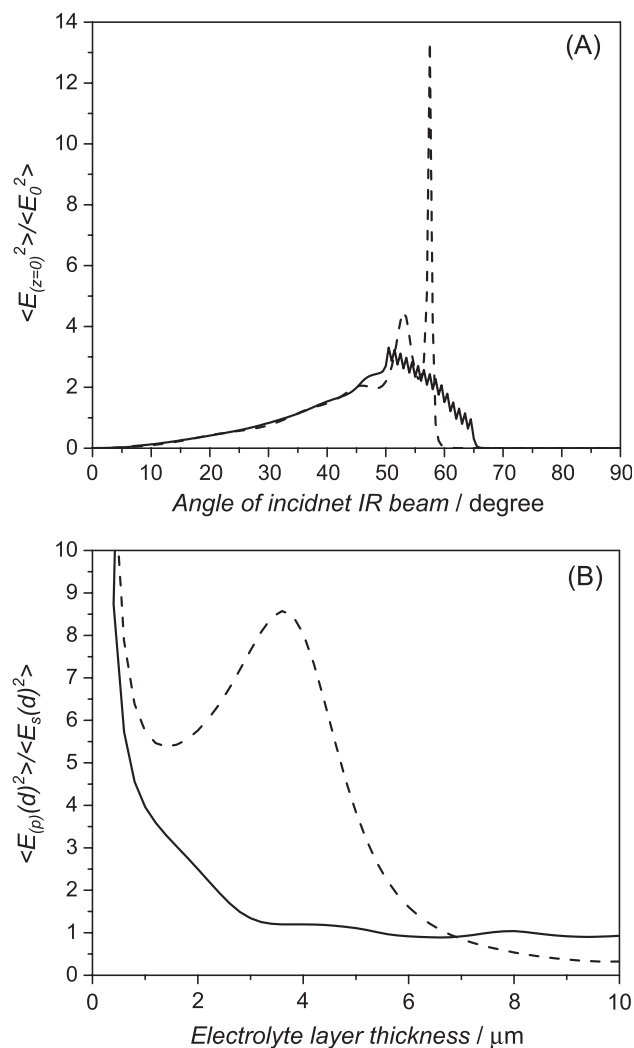 (A)
14
12
10
8
6
4
2
0
<E(z=0)²>/<E0²>
0 10 20 30 40 50 60 70 80 90
Angle of incidnet IR beam / degree
(B)
10
9
8
7
6
5
4
3
2
1
0
<E(p)(d)²>/<Es(d)²>
0 2 4 6 8 10
Electrolyte layer thickness / μm